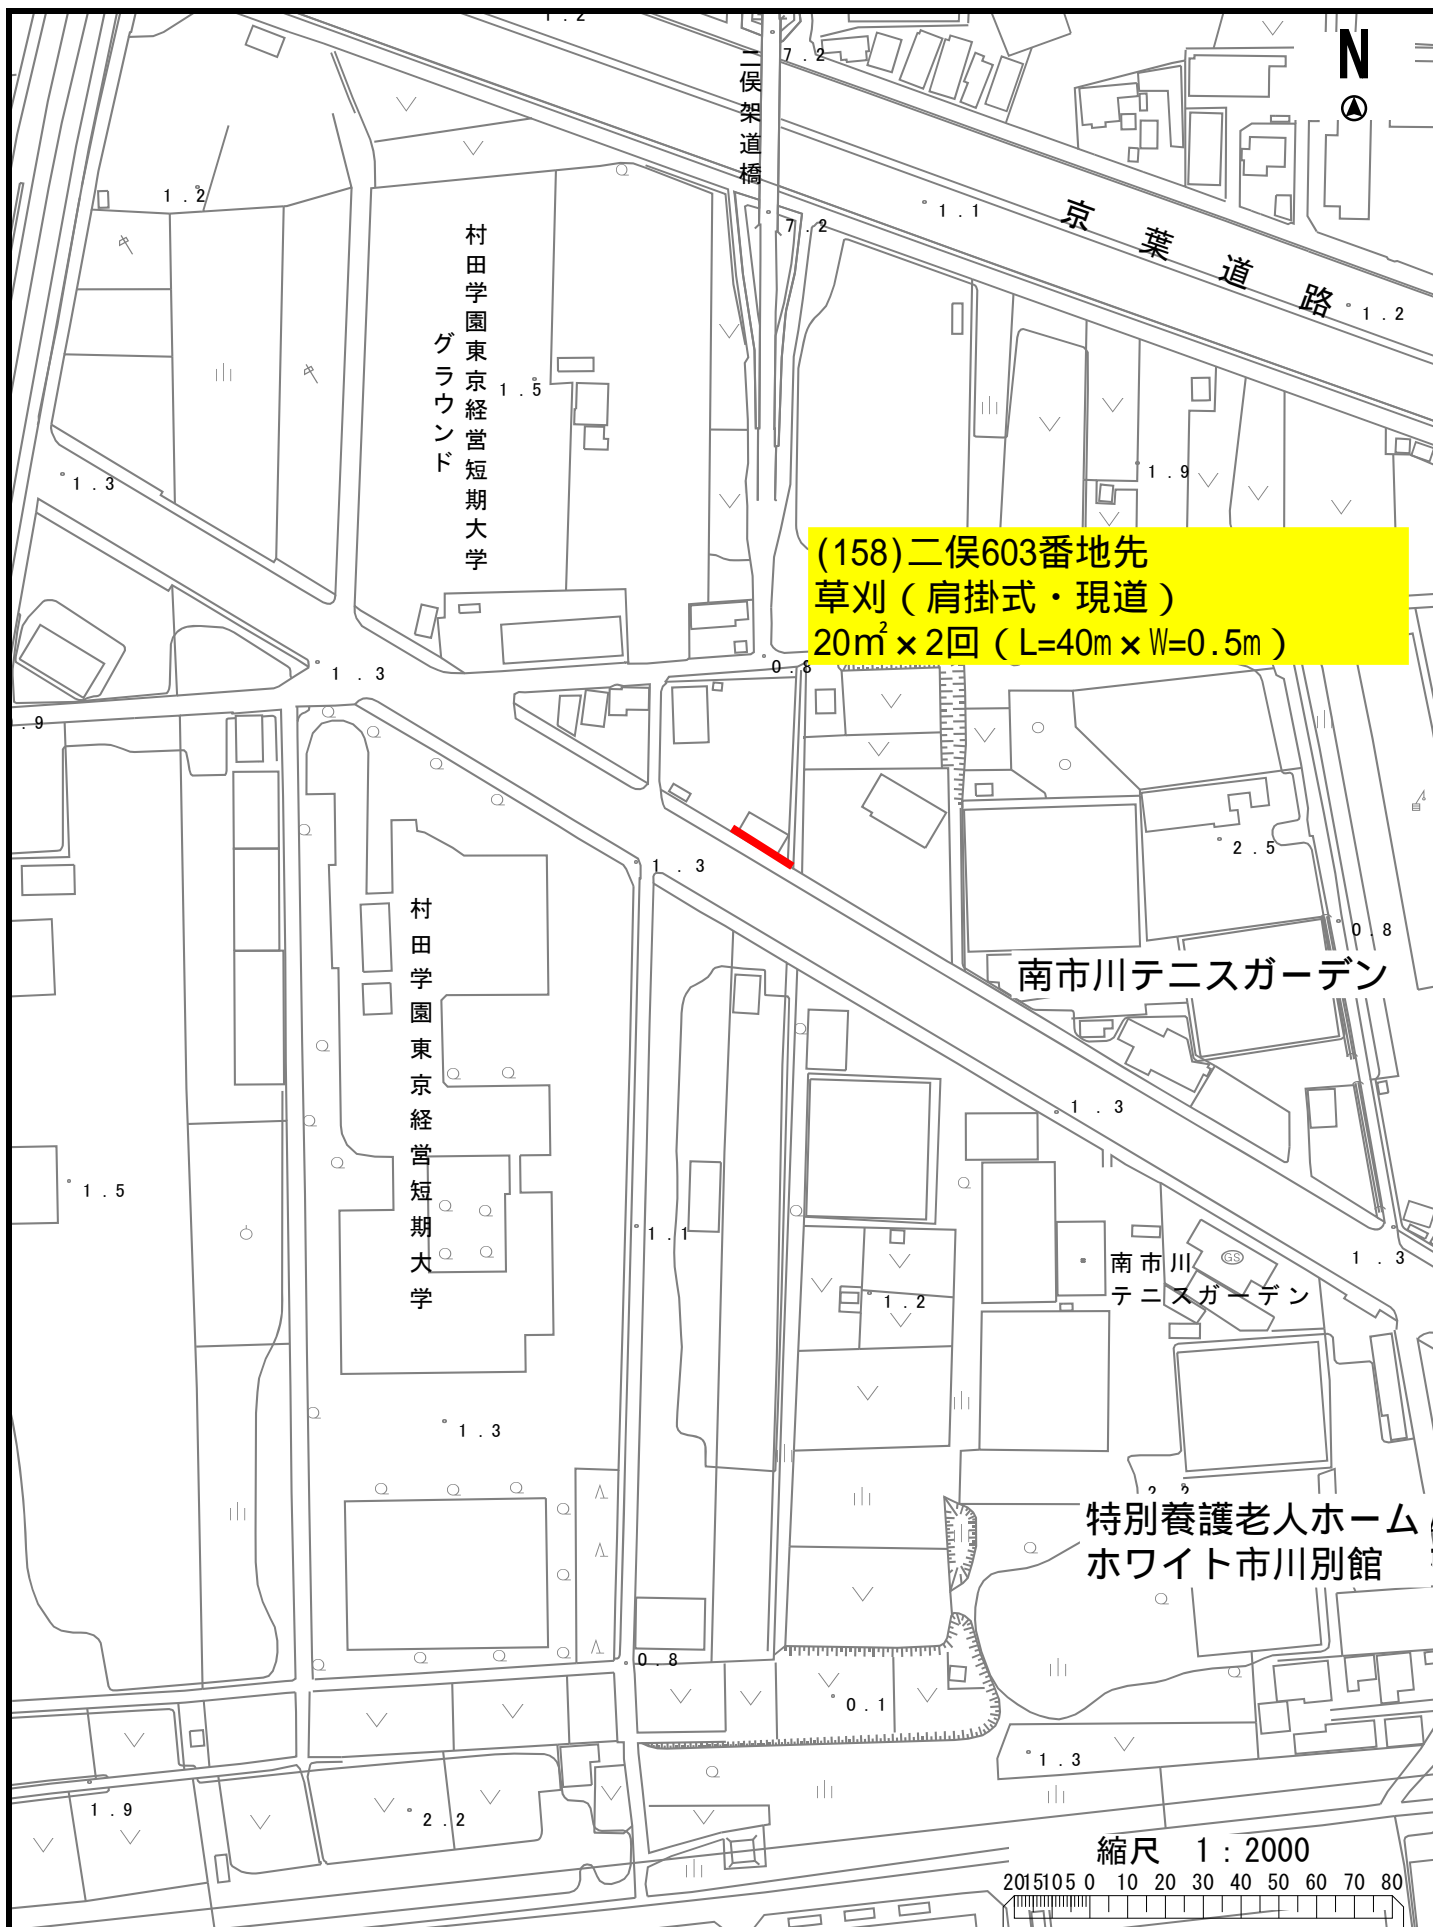 1.2
N
二俣架道橋
7.2
1.2
7.2
1.1
京葉道路
1.2
村田学園東京経営短期大学
グラウンド
1.5
1.3
1.9
(158)二俣603番地先
草刈（肩掛式・現道）
20㎡×2回（L=40m×W=0.5m）
1.3
0.8
.9
1.3
2.5
0.8
村田学園東京経営短期大学
南市川テニスガーデン
1.3
1.5
1.1
1.3
南市川
テニスガーデン
GS
1.2
1.3
1.3
2.2
特別養護老人ホーム
ホワイト市川別館
0.8
0.1
1.3
1.9
2.2
縮尺 1：2000
20 15 10 5 0 10 20 30 40 50 60 70 80